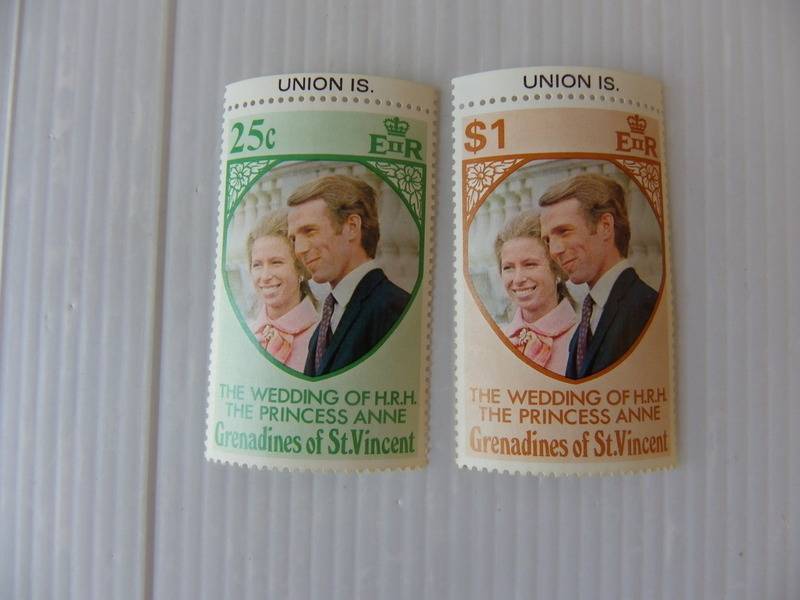 UNION IS.
25c EIIR
THE WEDDING OF H.R.H.
THE PRINCESS ANNE
Grenadines of St.Vincent
UNION IS.
$1 EIIR
THE WEDDING OF H.R.H.
THE PRINCESS ANNE
Grenadines of St.Vincent